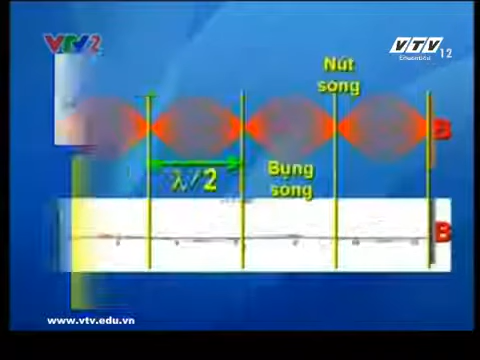 VTV2
VTV 12
Nút
sóng
λ/2
Bụng
sóng
B
B
www.vtv.edu.vn